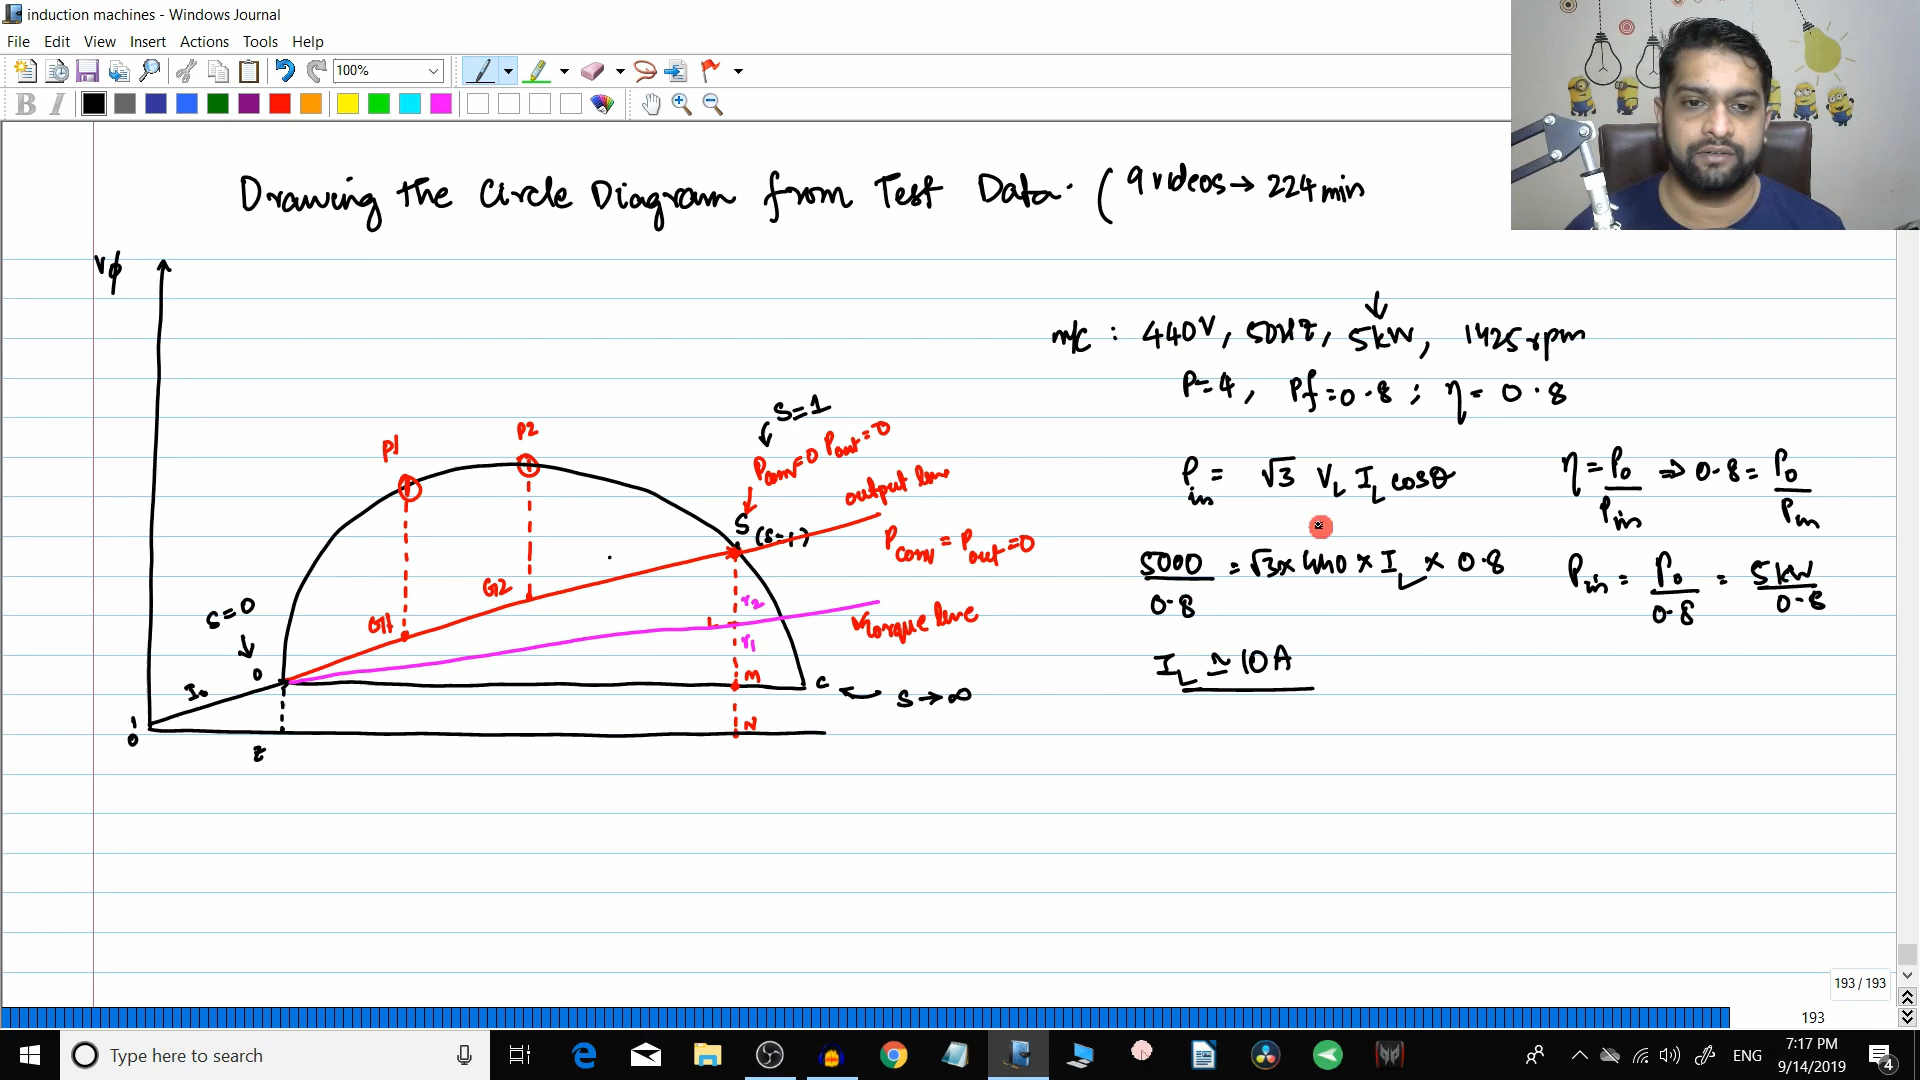 induction machines - Windows Journal
File Edit View Insert Actions Tools Help
100%
B I
Drawing the Circle Diagram from Test Data. (9 videos → 224 min
Vφ
m/c : 440V, 50HZ, 5kW, 1425 rpm
P=4, Pf=0.8; η= 0.8
S=1
P1
P2
Pconv=0 Pout=0
output line
Pin = √3 VL IL cosθ
η = Po/Pin ⇒ 0.8 = Po/Pin
S (S=1)
Pconv = Pout=0
5000/0.8 = √3 x 440 x IL x 0.8
Pin = Po/0.8 = 5kW/0.8
G2
S=0
r2
Torque line
G1
L
r1
IL ≃ 10A
O
M
C
S→∞
Io
N
O'
Z
193 / 193
193
Type here to search
ENG
7:17 PM
9/14/2019
4